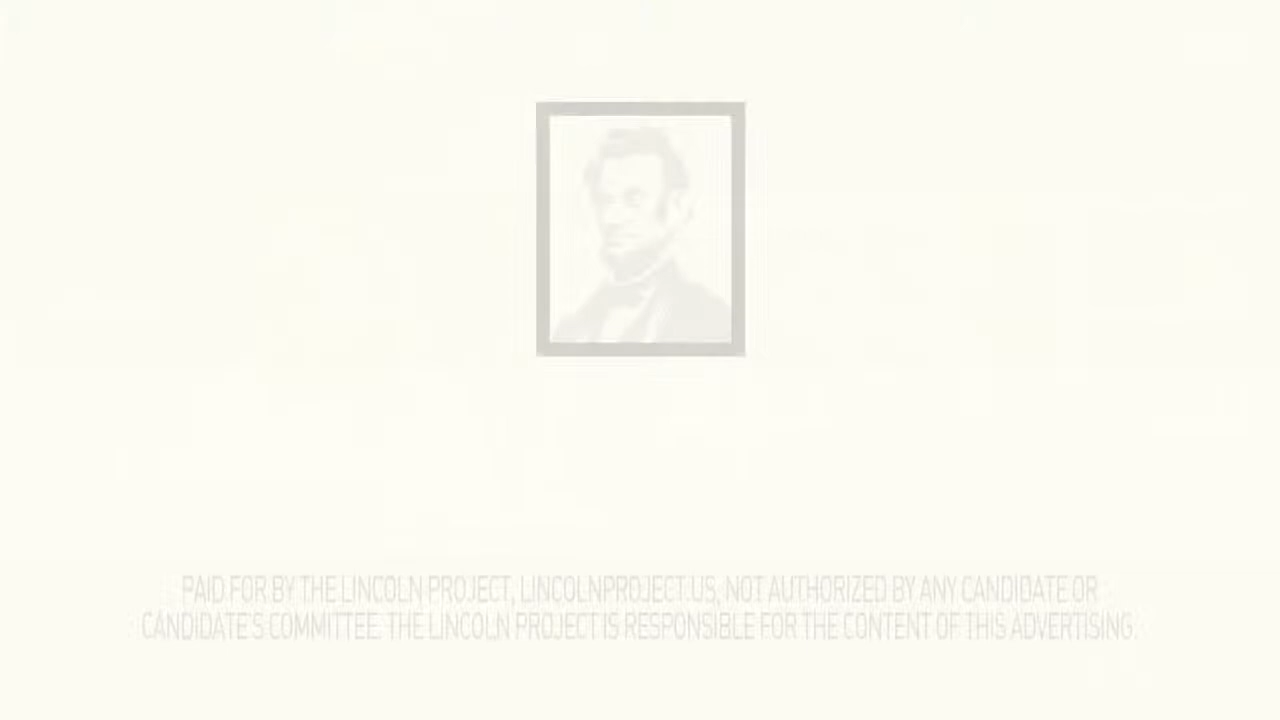 PAID FOR BY THE LINCOLN PROJECT, LINCOLNPROJECT.US, NOT AUTHORIZED BY ANY CANDIDATE OR
CANDIDATE'S COMMITTEE. THE LINCOLN PROJECT IS RESPONSIBLE FOR THE CONTENT OF THIS ADVERTISING.